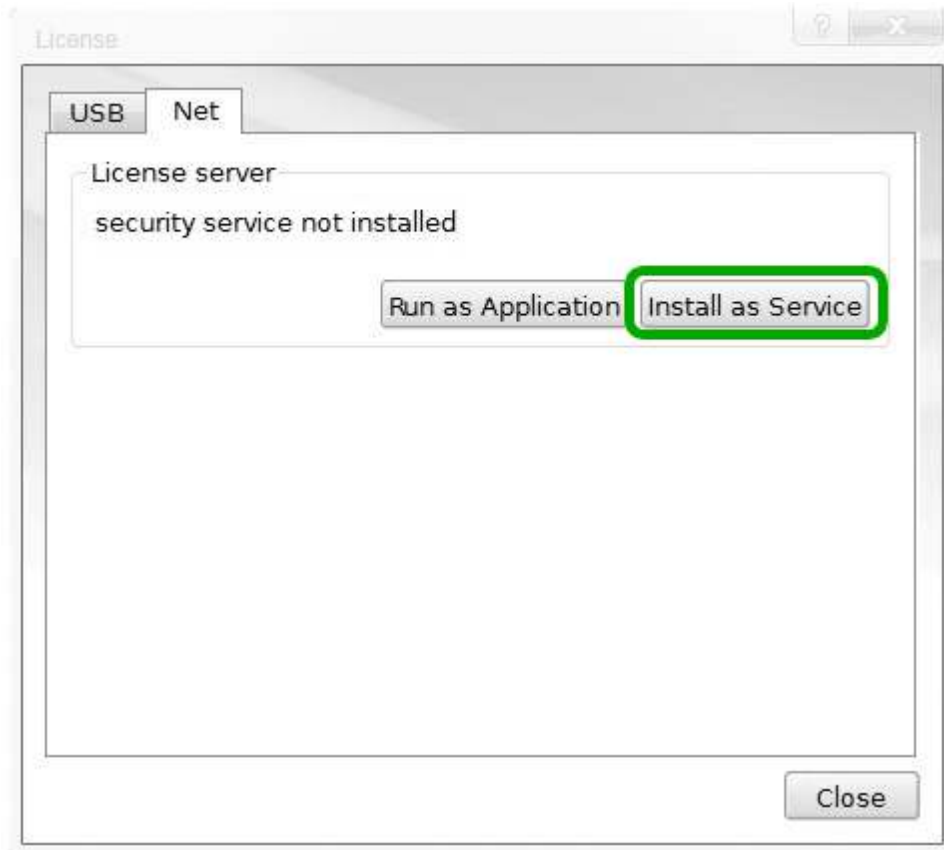 License
USB Net
License server
security service not installed
Run as Application Install as Service
Close